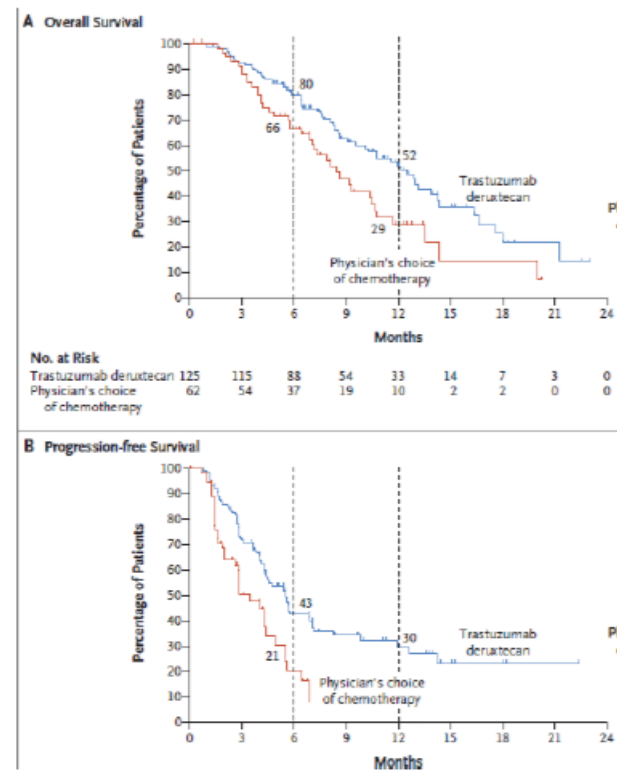 A Overall Survival
100
90
80
70
60
50
40
30
20
10
0
Percentage of Patients
80
66
52
29
Trastuzumab
deruxtecan
Physician's choice
of chemotherapy
0 3 6 9 12 15 18 21 24
Months
No. at Risk
Trastuzumab deruxtecan 125 115 88 54 33 14 7 3 0
Physician's choice 62 54 37 19 10 2 2 0 0
of chemotherapy
B Progression-free Survival
100
90
80
70
60
50
40
30
20
10
0
Percentage of Patients
43
21
30
Trastuzumab
deruxtecan
Physician's choice
of chemotherapy
0 3 6 9 12 15 18 21 24
Months